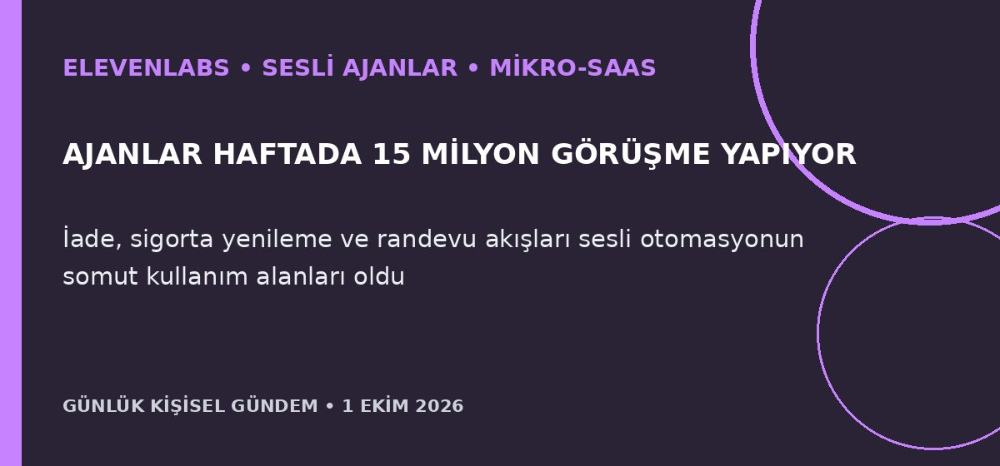 ELEVENLABS • SESLİ AJANLAR • MİKRO-SAAS
AJANLAR HAFTADA 15 MİLYON GÖRÜŞME YAPIYOR
İade, sigorta yenileme ve randevu akışları sesli otomasyonun
somut kullanım alanları oldu
GÜNLÜK KİŞİSEL GÜNDEM • 1 EKİM 2026